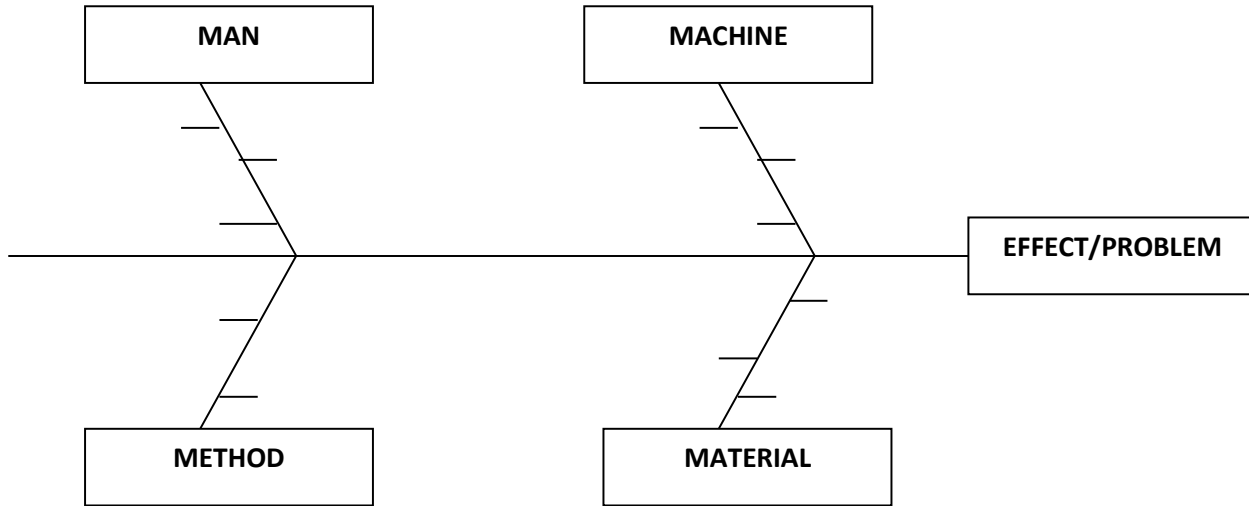 MAN
MACHINE
EFFECT/PROBLEM
METHOD
MATERIAL